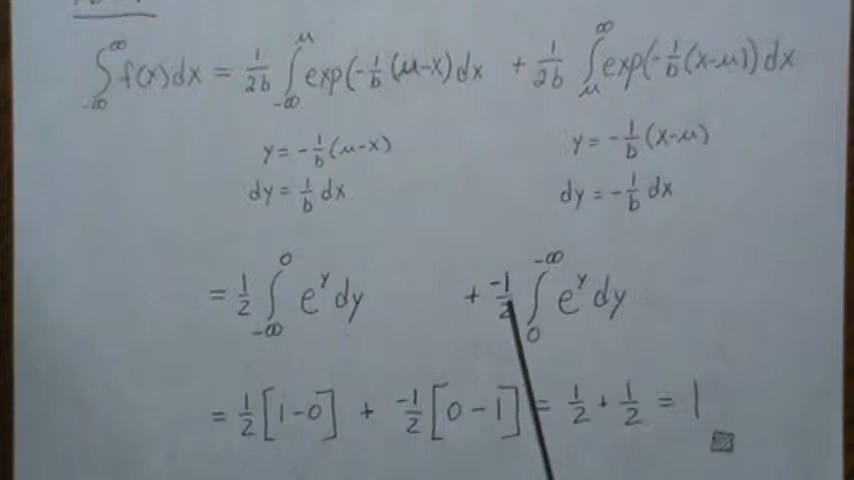 ∫_{-∞}^{∞} f(x)dx = 1/2b ∫_{-∞}^{μ} exp(-1/b (μ-x)dx + 1/2b ∫_{μ}^{∞} exp(-1/b (x-μ))dx
y = -1/b (μ-x) y = -1/b (x-μ)
dy = 1/b dx dy = -1/b dx
= 1/2 ∫_{-∞}^{0} e^y dy + -1/2 ∫_{0}^{-∞} e^y dy
= 1/2 [1-0] + -1/2 [0-1] = 1/2 + 1/2 = 1